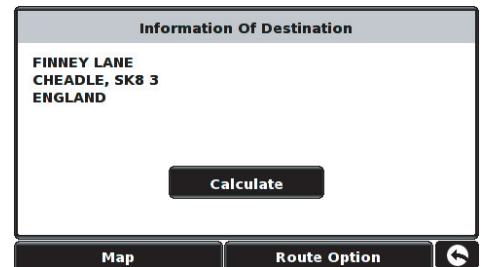 Information Of Destination
FINNEY LANE
CHEADLE, SK8 3
ENGLAND
Calculate
Map
Route Option